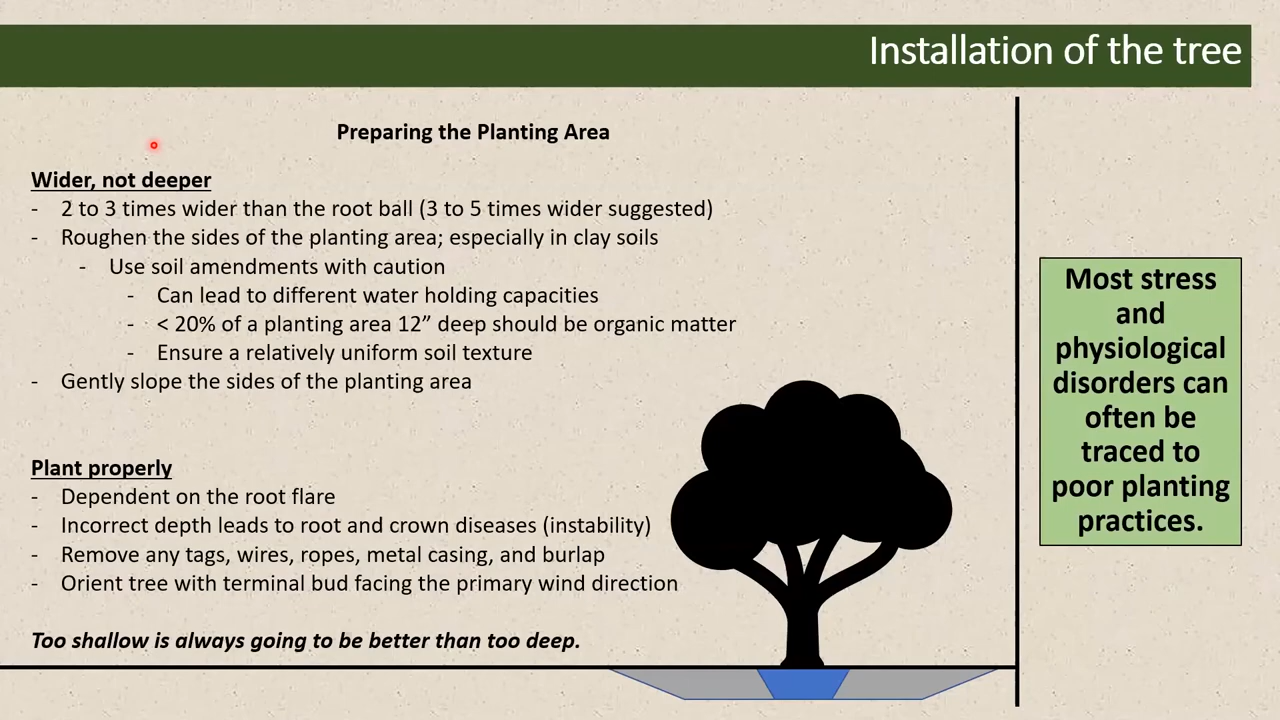 Installation of the tree
Preparing the Planting Area
Wider, not deeper
- 2 to 3 times wider than the root ball (3 to 5 times wider suggested)
- Roughen the sides of the planting area; especially in clay soils
- Use soil amendments with caution
- Can lead to different water holding capacities
- < 20% of a planting area 12” deep should be organic matter
- Ensure a relatively uniform soil texture
- Gently slope the sides of the planting area
Plant properly
- Dependent on the root flare
- Incorrect depth leads to root and crown diseases (instability)
- Remove any tags, wires, ropes, metal casing, and burlap
- Orient tree with terminal bud facing the primary wind direction
Too shallow is always going to be better than too deep.
Most stress
and
physiological
disorders can
often be
traced to
poor planting
practices.